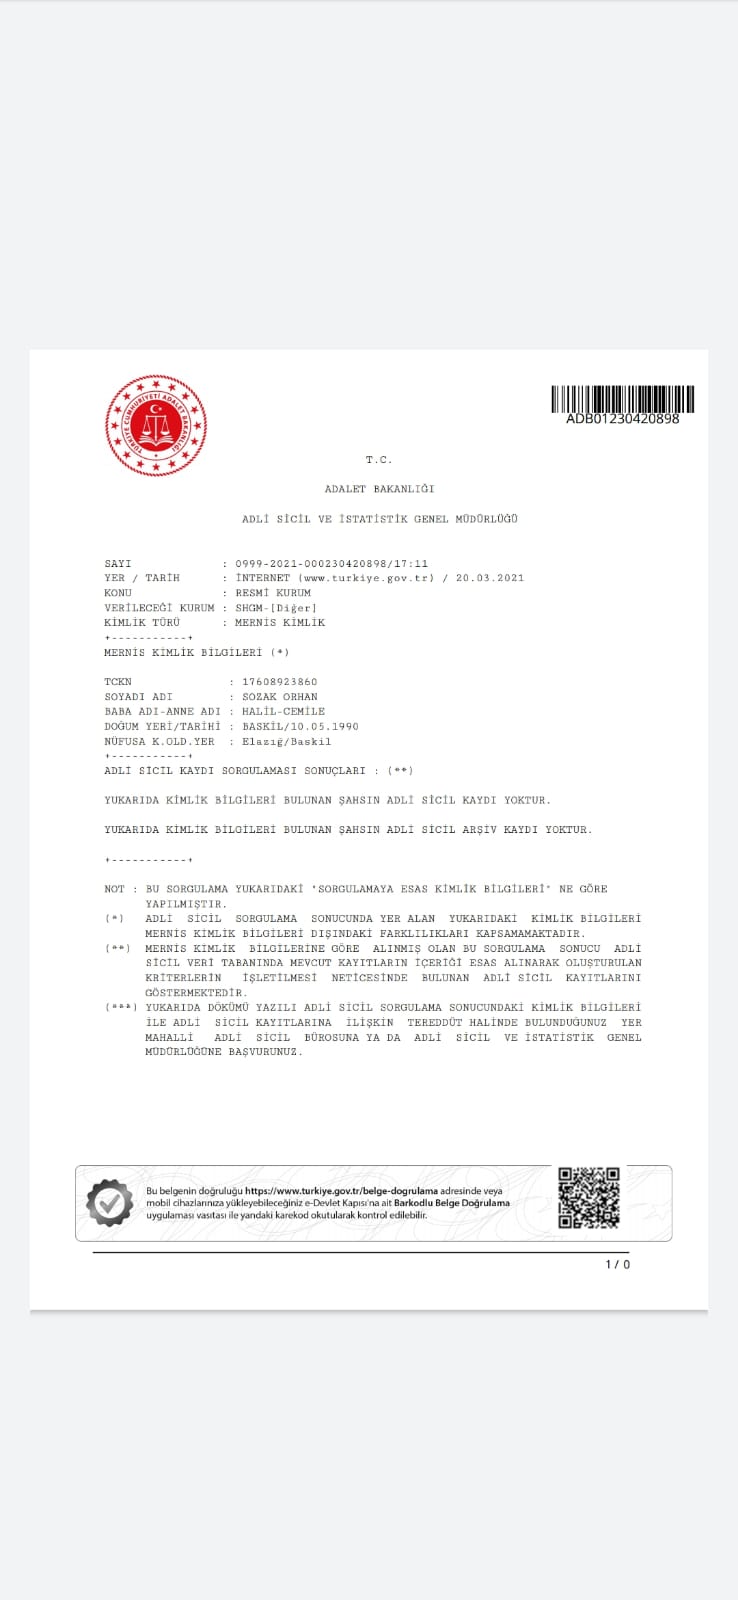 TÜRKİYE CUMHURİYETİ ADALET BAKANLIĞI
ADB01230420898
T.C.
ADALET BAKANLIĞI
ADLİ SİCİL VE İSTATİSTİK GENEL MÜDÜRLÜĞÜ
SAYI : 0999-2021-000230420898/17:11
YER / TARİH : İNTERNET (www.turkiye.gov.tr) / 20.03.2021
KONU : RESMİ KURUM
VERİLECEĞİ KURUM : SHGM-[Diğer]
KİMLİK TÜRÜ : MERNİS KİMLİK
+-----------+
MERNİS KİMLİK BİLGİLERİ (*)
TCKN : 17608923860
SOYADI ADI : SOZAK ORHAN
BABA ADI-ANNE ADI : HALİL-CEMİLE
DOĞUM YERİ/TARİHİ : BASKİL/10.05.1990
NÜFUSA K.OLD.YER : Elazığ/Baskil
+-----------+
ADLİ SİCİL KAYDI SORGULAMASI SONUÇLARI : (**)
YUKARIDA KİMLİK BİLGİLERİ BULUNAN ŞAHSIN ADLİ SİCİL KAYDI YOKTUR.
YUKARIDA KİMLİK BİLGİLERİ BULUNAN ŞAHSIN ADLİ SİCİL ARŞİV KAYDI YOKTUR.
+-----------+
NOT : BU SORGULAMA YUKARIDAKİ "SORGULAMAYA ESAS KİMLİK BİLGİLERİ" NE GÖRE
YAPILMIŞTIR.
(*) ADLİ SİCİL SORGULAMA SONUCUNDA YER ALAN YUKARIDAKİ KİMLİK BİLGİLERİ
MERNİS KİMLİK BİLGİLERİ DIŞINDAKİ FARKLILIKLARI KAPSAMAMAKTADIR.
(**) MERNİS KİMLİK BİLGİLERİNE GÖRE ALINMIŞ OLAN BU SORGULAMA SONUCU ADLİ
SİCİL VERİ TABANINDA MEVCUT KAYITLARIN İÇERİĞİ ESAS ALINARAK OLUŞTURULAN
KRİTERLERİN İŞLETİLMESİ NETİCESİNDE BULUNAN ADLİ SİCİL KAYITLARINI
GÖSTERMEKTEDİR.
(***) YUKARIDA DÖKÜMÜ YAZILI ADLİ SİCİL SORGULAMA SONUCUNDAKİ KİMLİK BİLGİLERİ
İLE ADLİ SİCİL KAYITLARINA İLİŞKİN TEREDDÜT HALİNDE BULUNDUĞUNUZ YER
MAHALLİ ADLİ SİCİL BÜROSUNA YA DA ADLİ SİCİL VE İSTATİSTİK GENEL
MÜDÜRLÜĞÜNE BAŞVURUNUZ.
Bu belgenin doğruluğu https://www.turkiye.gov.tr/belge-dogrulama adresinde veya
mobil cihazlarınıza yükleyebileceğiniz e-Devlet Kapısı'na ait Barkodlu Belge Doğrulama
uygulaması vasıtası ile yandaki karekod okutularak kontrol edilebilir.
1 / 0